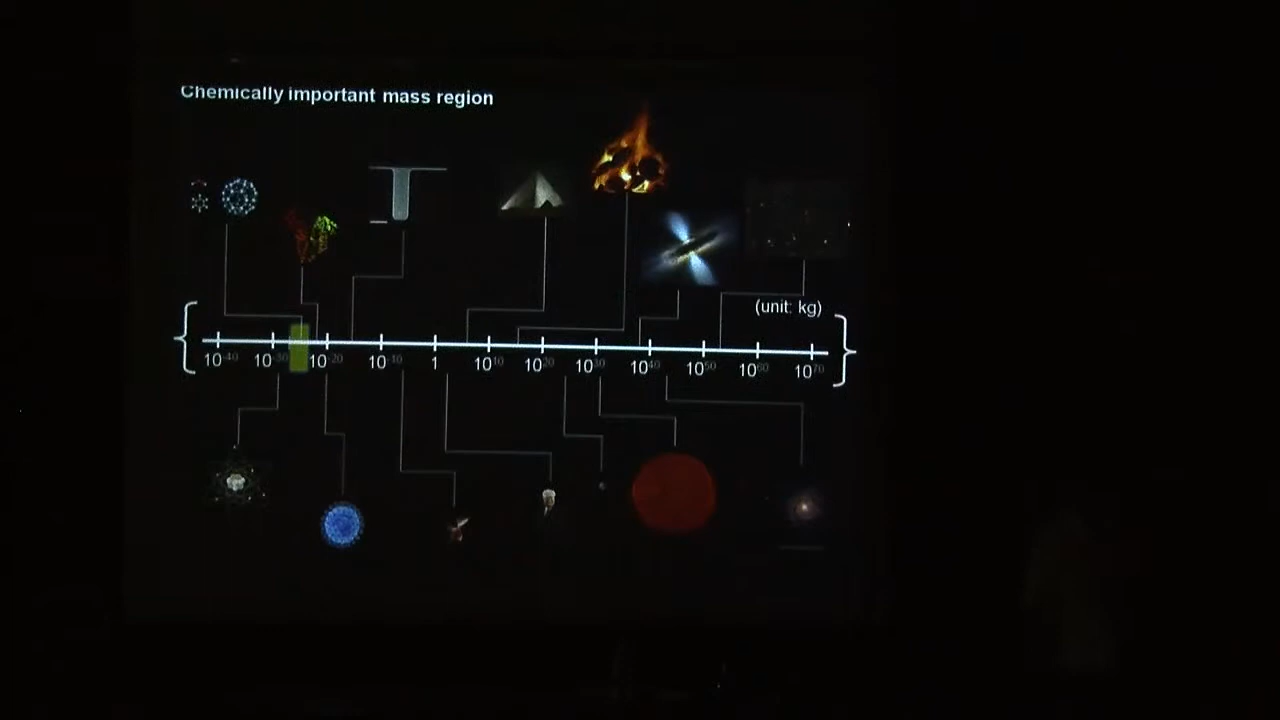 Chemically important mass region
(unit: kg)
10⁻⁴⁰ 10⁻³⁰ 10⁻²⁰ 10⁻¹⁰ 1 10¹⁰ 10²⁰ 10³⁰ 10⁴⁰ 10⁵⁰ 10⁶⁰ 10⁷⁰